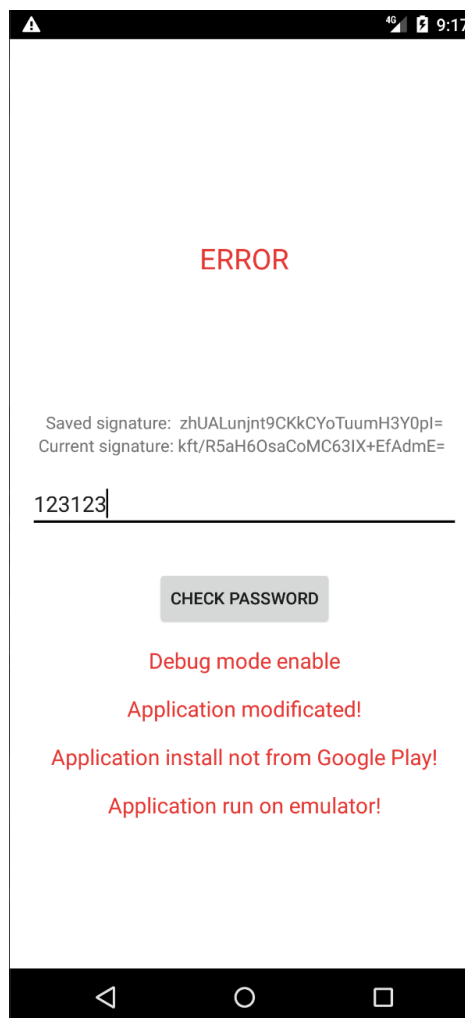 4G 9:17
ERROR
Saved signature: zhUALunjnt9CKkCYoTuumH3Y0pI=
Current signature: kft/R5aH6OsaCoMC63IX+EfAdmE=
123123
CHECK PASSWORD
Debug mode enable
Application modificated!
Application install not from Google Play!
Application run on emulator!